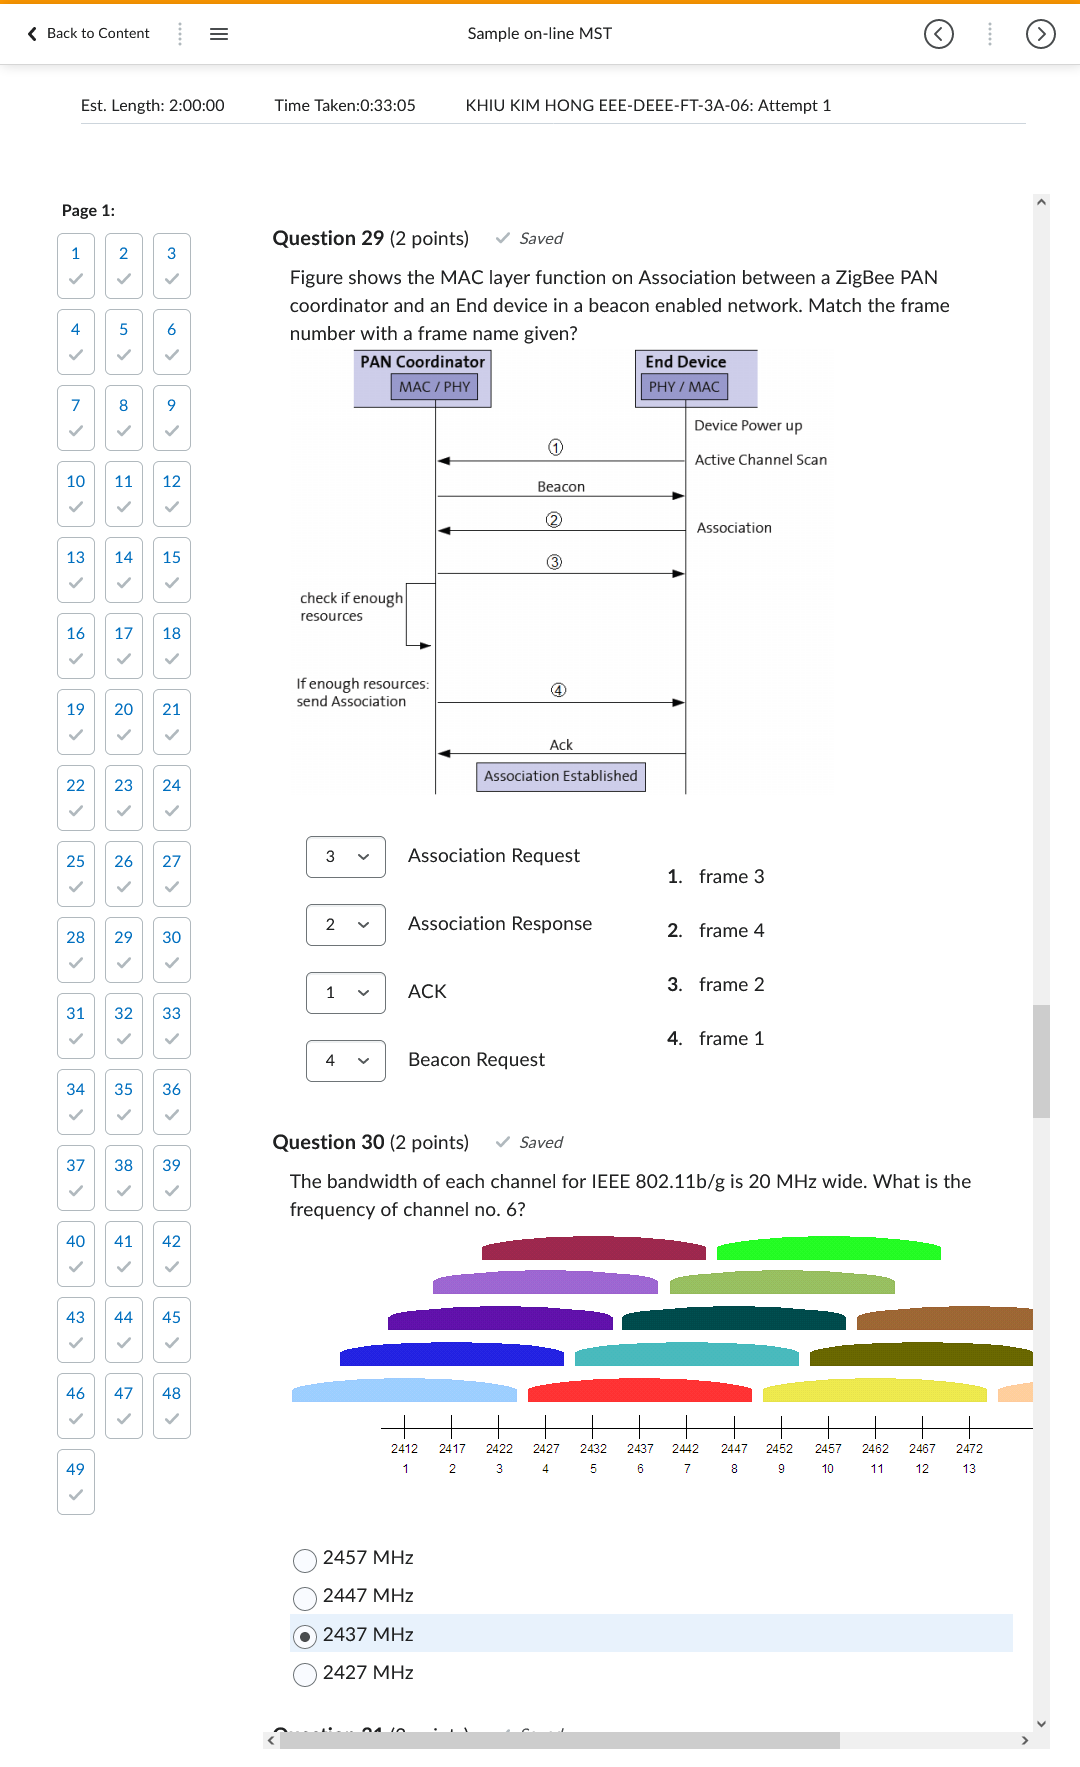 Back to Content
Sample on-line MST
Est. Length: 2:00:00 Time Taken:0:33:05 KHIU KIM HONG EEE-DEEE-FT-3A-06: Attempt 1
Page 1:
1 2 3
4 5 6
7 8 9
10 11 12
13 14 15
16 17 18
19 20 21
22 23 24
25 26 27
28 29 30
31 32 33
34 35 36
37 38 39
40 41 42
43 44 45
46 47 48
49
Question 29 (2 points) Saved
Figure shows the MAC layer function on Association between a ZigBee PAN
coordinator and an End device in a beacon enabled network. Match the frame
number with a frame name given?
PAN Coordinator
MAC / PHY
End Device
PHY / MAC
Device Power up
①
Active Channel Scan
Beacon
②
Association
③
check if enough
resources
If enough resources:
send Association
④
Ack
Association Established
3 Association Request
2 Association Response
1 ACK
4 Beacon Request
1. frame 3
2. frame 4
3. frame 2
4. frame 1
Question 30 (2 points) Saved
The bandwidth of each channel for IEEE 802.11b/g is 20 MHz wide. What is the
frequency of channel no. 6?
2412 2417 2422 2427 2432 2437 2442 2447 2452 2457 2462 2467 2472
1 2 3 4 5 6 7 8 9 10 11 12 13
2457 MHz
2447 MHz
2437 MHz
2427 MHz